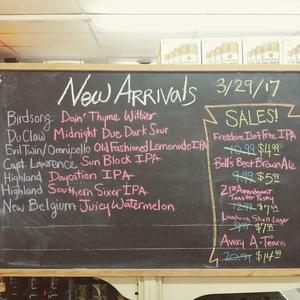 New Arrivals
3/29/17
Birdsong Doin' Thyme Witbier
DuClaw Midnight Due Dark Sour
Evil Twin/Omnipollo Old Fashioned Lemonade IPA
Capt. Lawrence Sun Block IPA
Highland Daycation IPA
Highland Southern Sixer IPA
New Belgium Juicy Watermelon
SALES!
Freedom Isn't Free IPA
10.99 $4.99
Bell's Best Brown Ale
9.99 $5.99
21st Amendment
Toaster Pastry
12.99 $7.99
Laughing Skull Lager
$7.99
Avery A-Team
20.99 $14.99